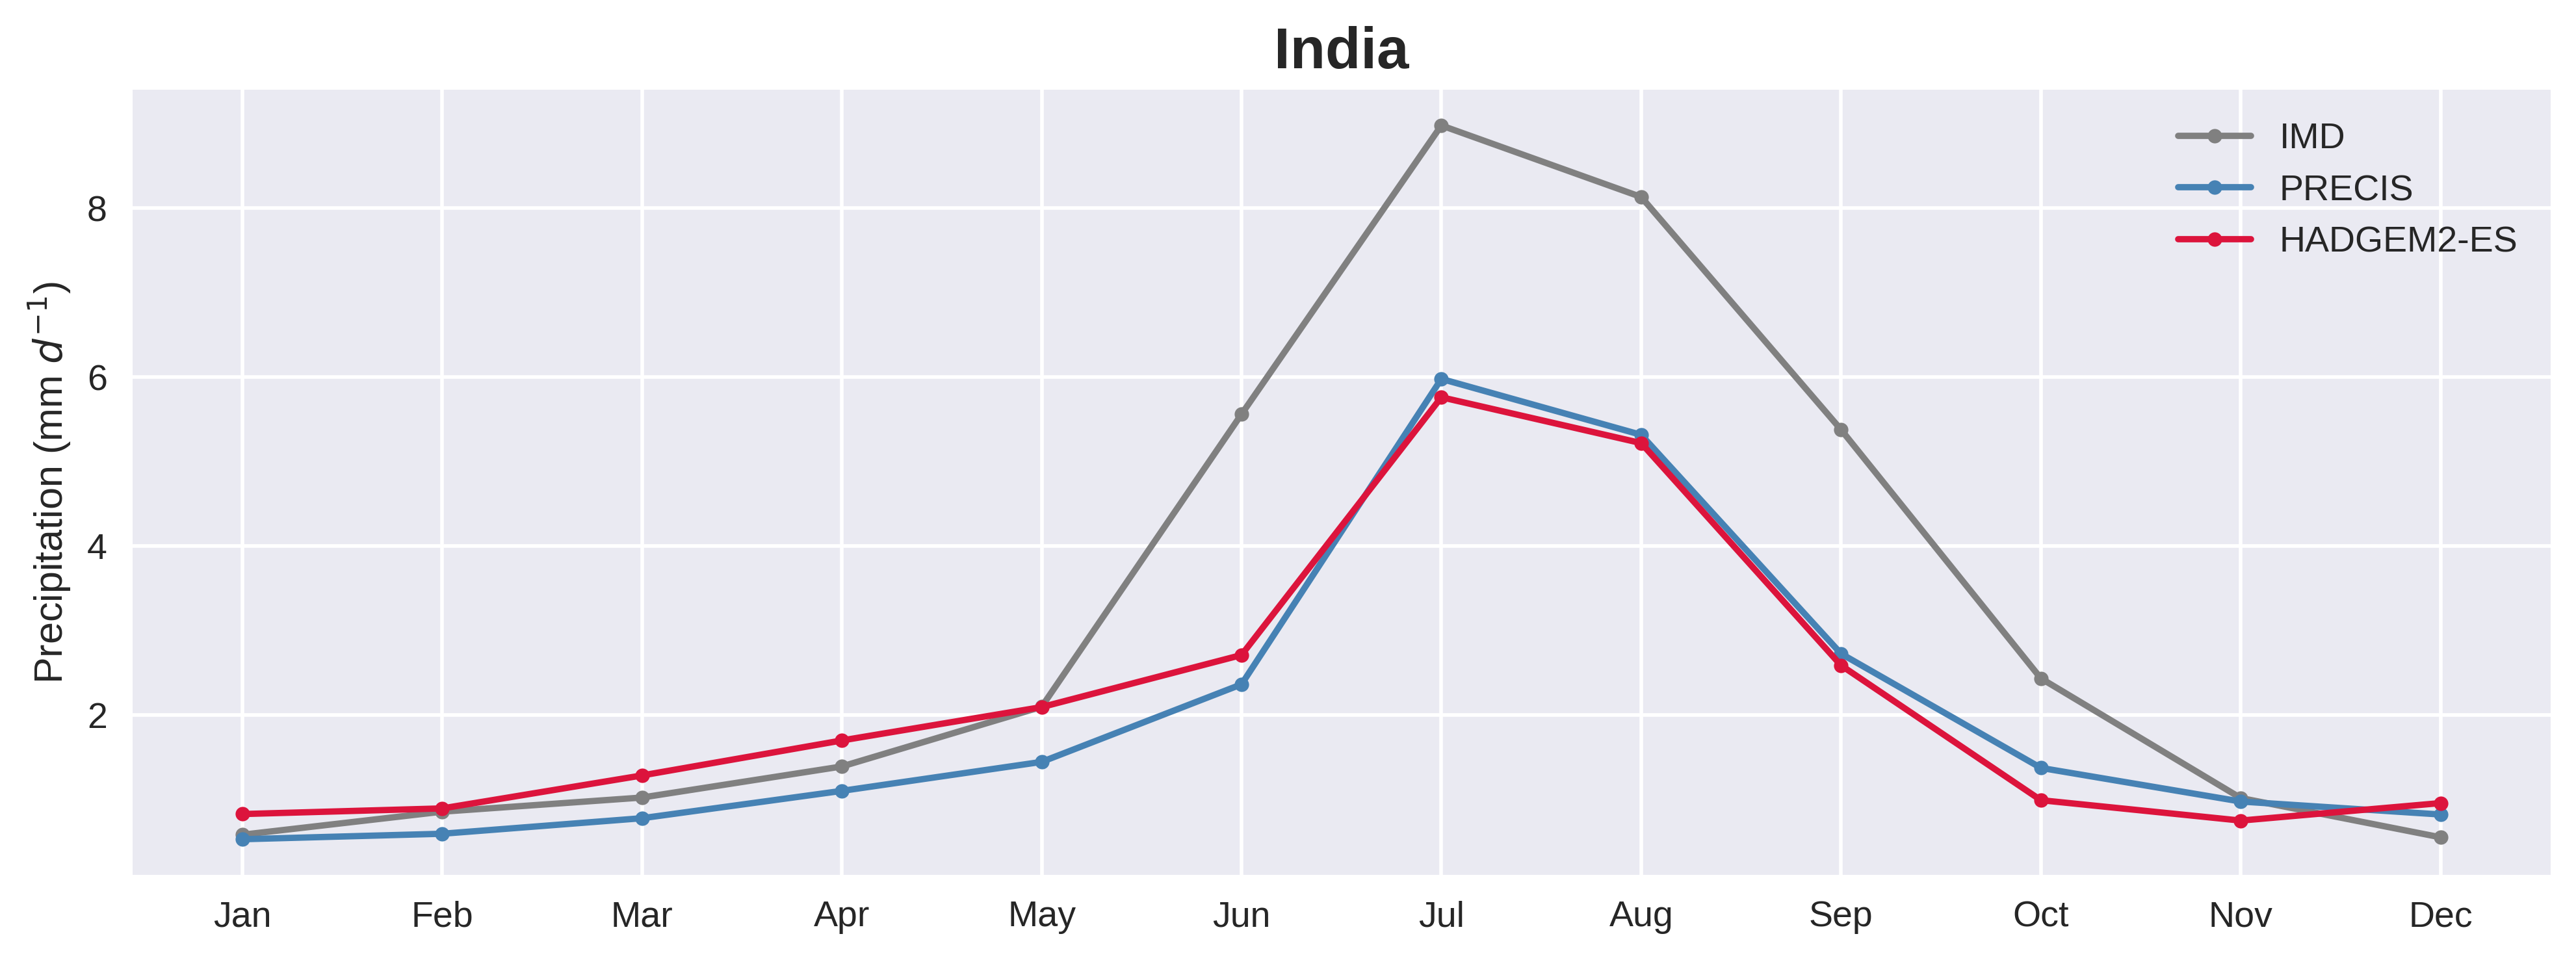 India
IMD
PRECIS
HADGEM2-ES
Precipitation (mm d⁻¹)
8
6
4
2
Jan Feb Mar Apr May Jun Jul Aug Sep Oct Nov Dec